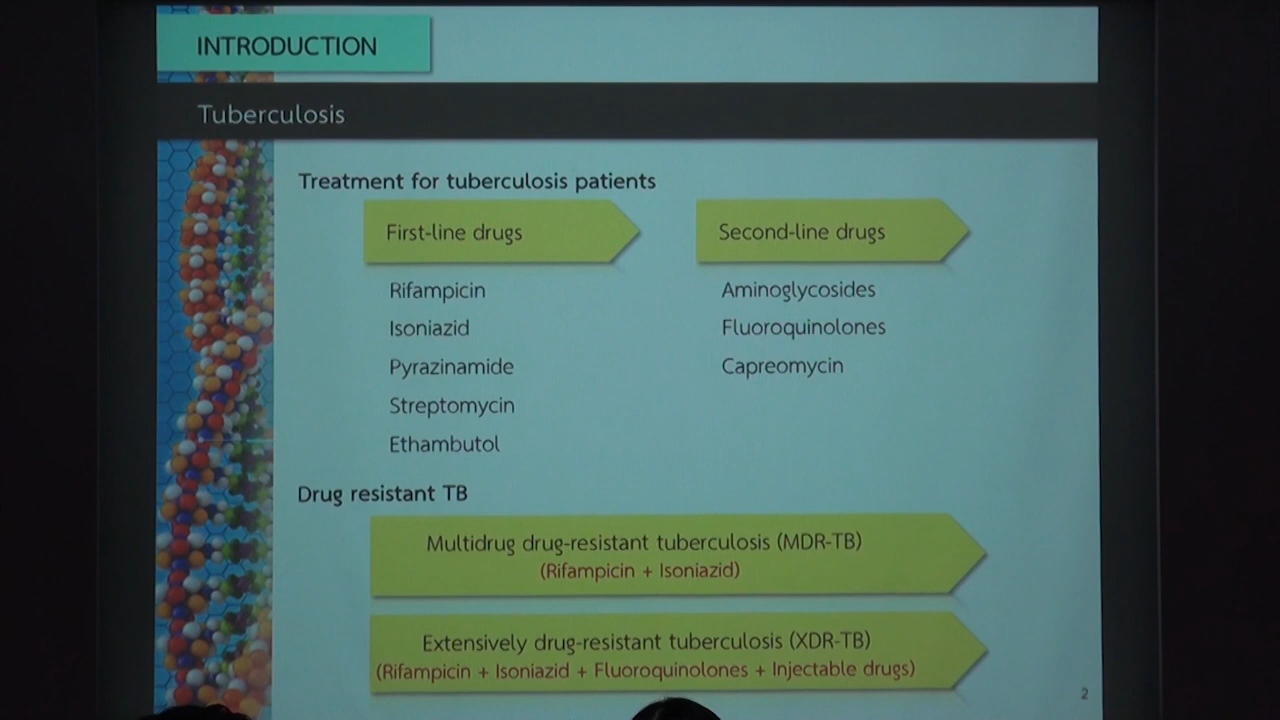 INTRODUCTION
Tuberculosis
Treatment for tuberculosis patients
First-line drugs
Rifampicin
Isoniazid
Pyrazinamide
Streptomycin
Ethambutol
Second-line drugs
Aminoglycosides
Fluoroquinolones
Capreomycin
Drug resistant TB
Multidrug drug-resistant tuberculosis (MDR-TB)
(Rifampicin + Isoniazid)
Extensively drug-resistant tuberculosis (XDR-TB)
(Rifampicin + Isoniazid + Fluoroquinolones + Injectable drugs)
2